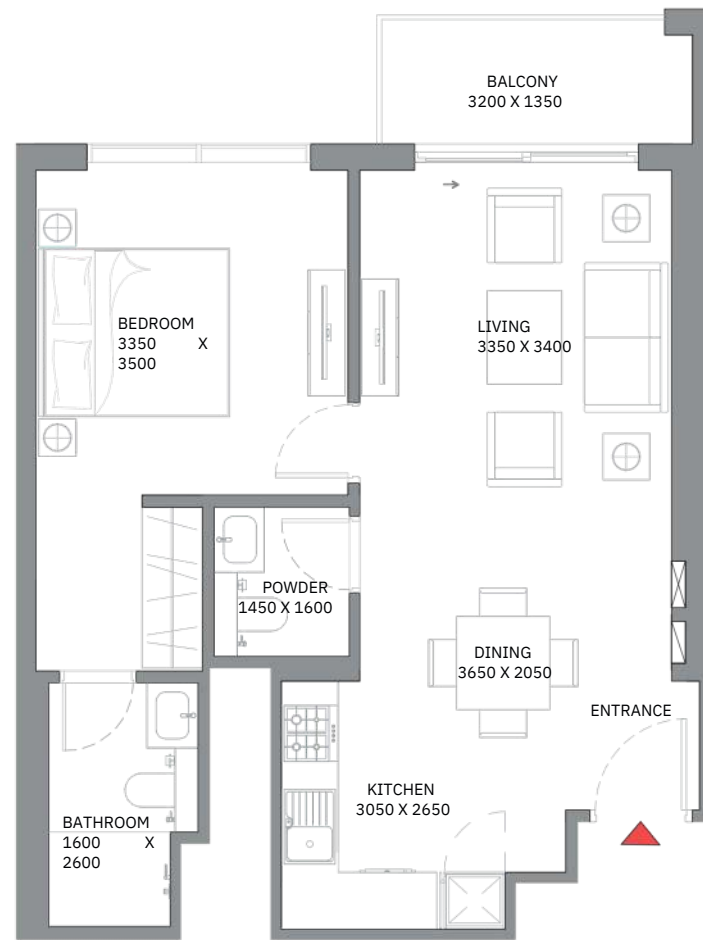 BALCONY
3200 X 1350
BEDROOM
3350 X
3500
LIVING
3350 X 3400
POWDER
1450 X 1600
DINING
3650 X 2050
ENTRANCE
KITCHEN
3050 X 2650
BATHROOM
1600 X
2600